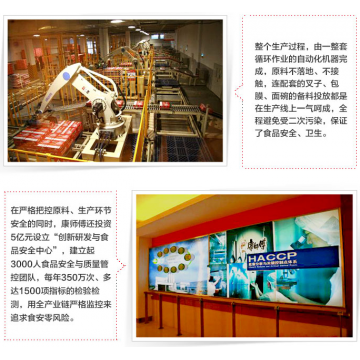 整个生产过程，由一整套
循环作业的自动化机器完
成，原料不落地、不接
触，连配套的叉子、包
膜、面碗的备料投放都是
在生产线上一气呵成，全
程避免受二次污染，保证
了食品安全、卫生。
在严格把控原料、生产环节
安全的同时，康师傅还投资
5亿元设立“创新研发与食
品安全中心”，建立起
3000人食品安全与质量管
控团队，每年350万次、多
达1500项指标的检验检
测，用全产业链严格监控来
追求食安零风险。
康师傅
HACCP